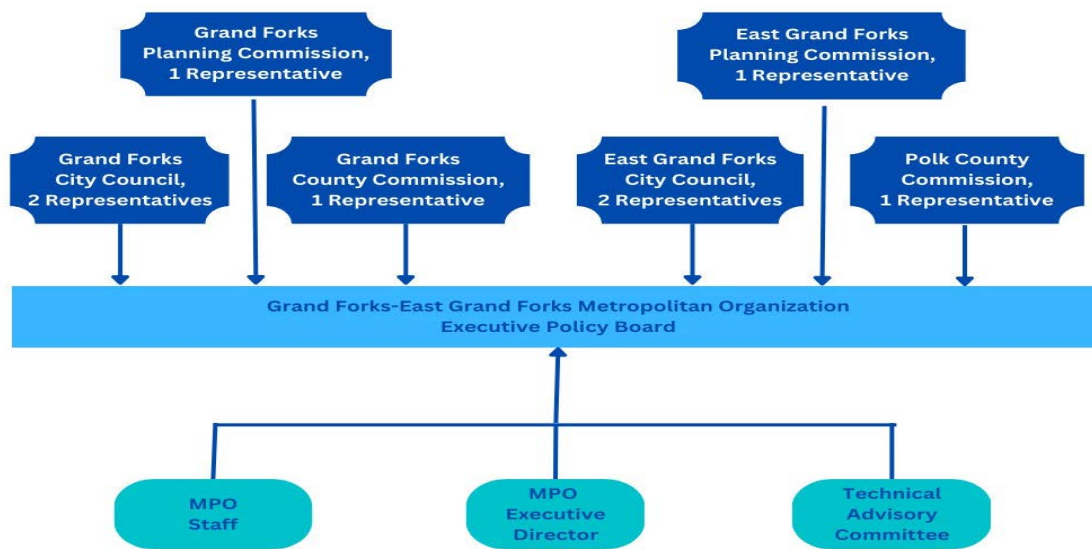 Grand Forks
Planning Commission,
1 Representative
East Grand Forks
Planning Commission,
1 Representative
Grand Forks
City Council,
2 Representatives
Grand Forks
County Commission,
1 Representative
East Grand Forks
City Council,
2 Representatives
Polk County
Commission,
1 Representative
Grand Forks-East Grand Forks Metropolitan Organization
Executive Policy Board
MPO
Staff
MPO
Executive
Director
Technical
Advisory
Committee